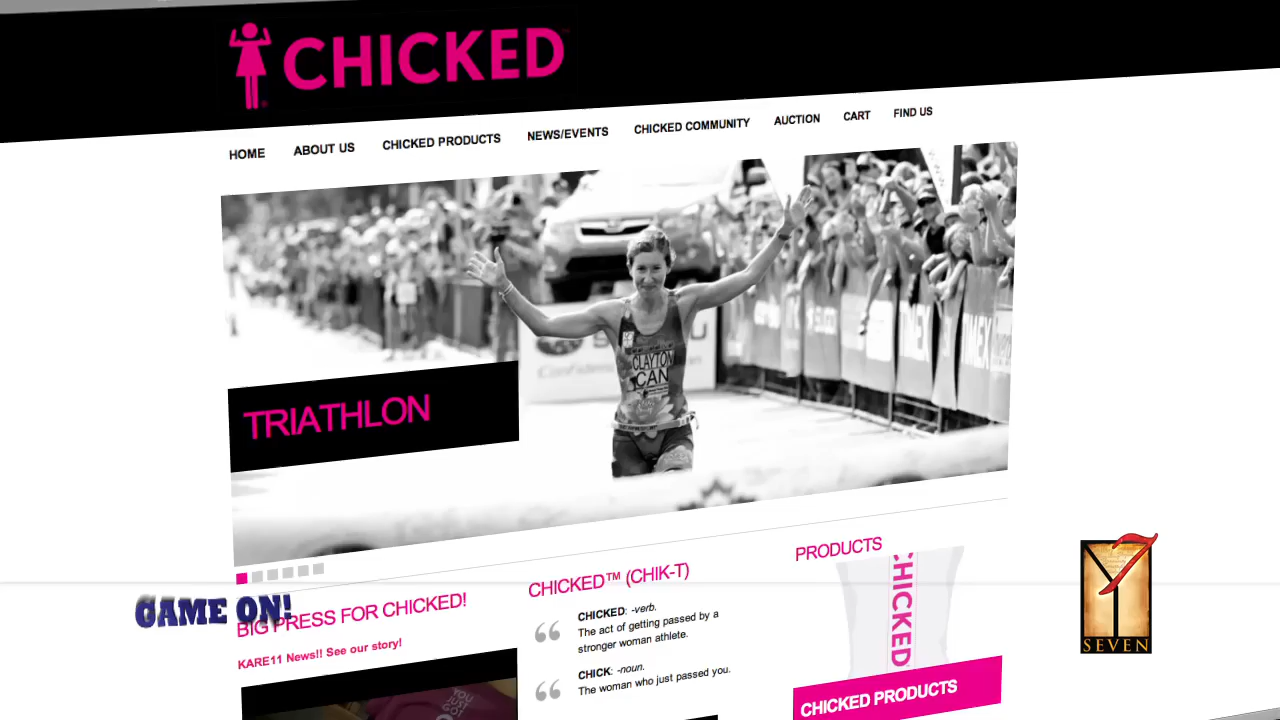 CHICKED
HOME ABOUT US CHICKED PRODUCTS NEWS/EVENTS CHICKED COMMUNITY AUCTION CART FIND US
CLAYTON
CAN
TRIATHLON
GAME ON!
BIG PRESS FOR CHICKED!
KARE11 News!! See our story!
CHICKED™ (CHIK-T)
CHICKED: -verb.
The act of getting passed by a
stronger woman athlete.
CHICK: -noun.
The woman who just passed you.
PRODUCTS
CHICKED
CHICKED PRODUCTS
Y7
SEVEN